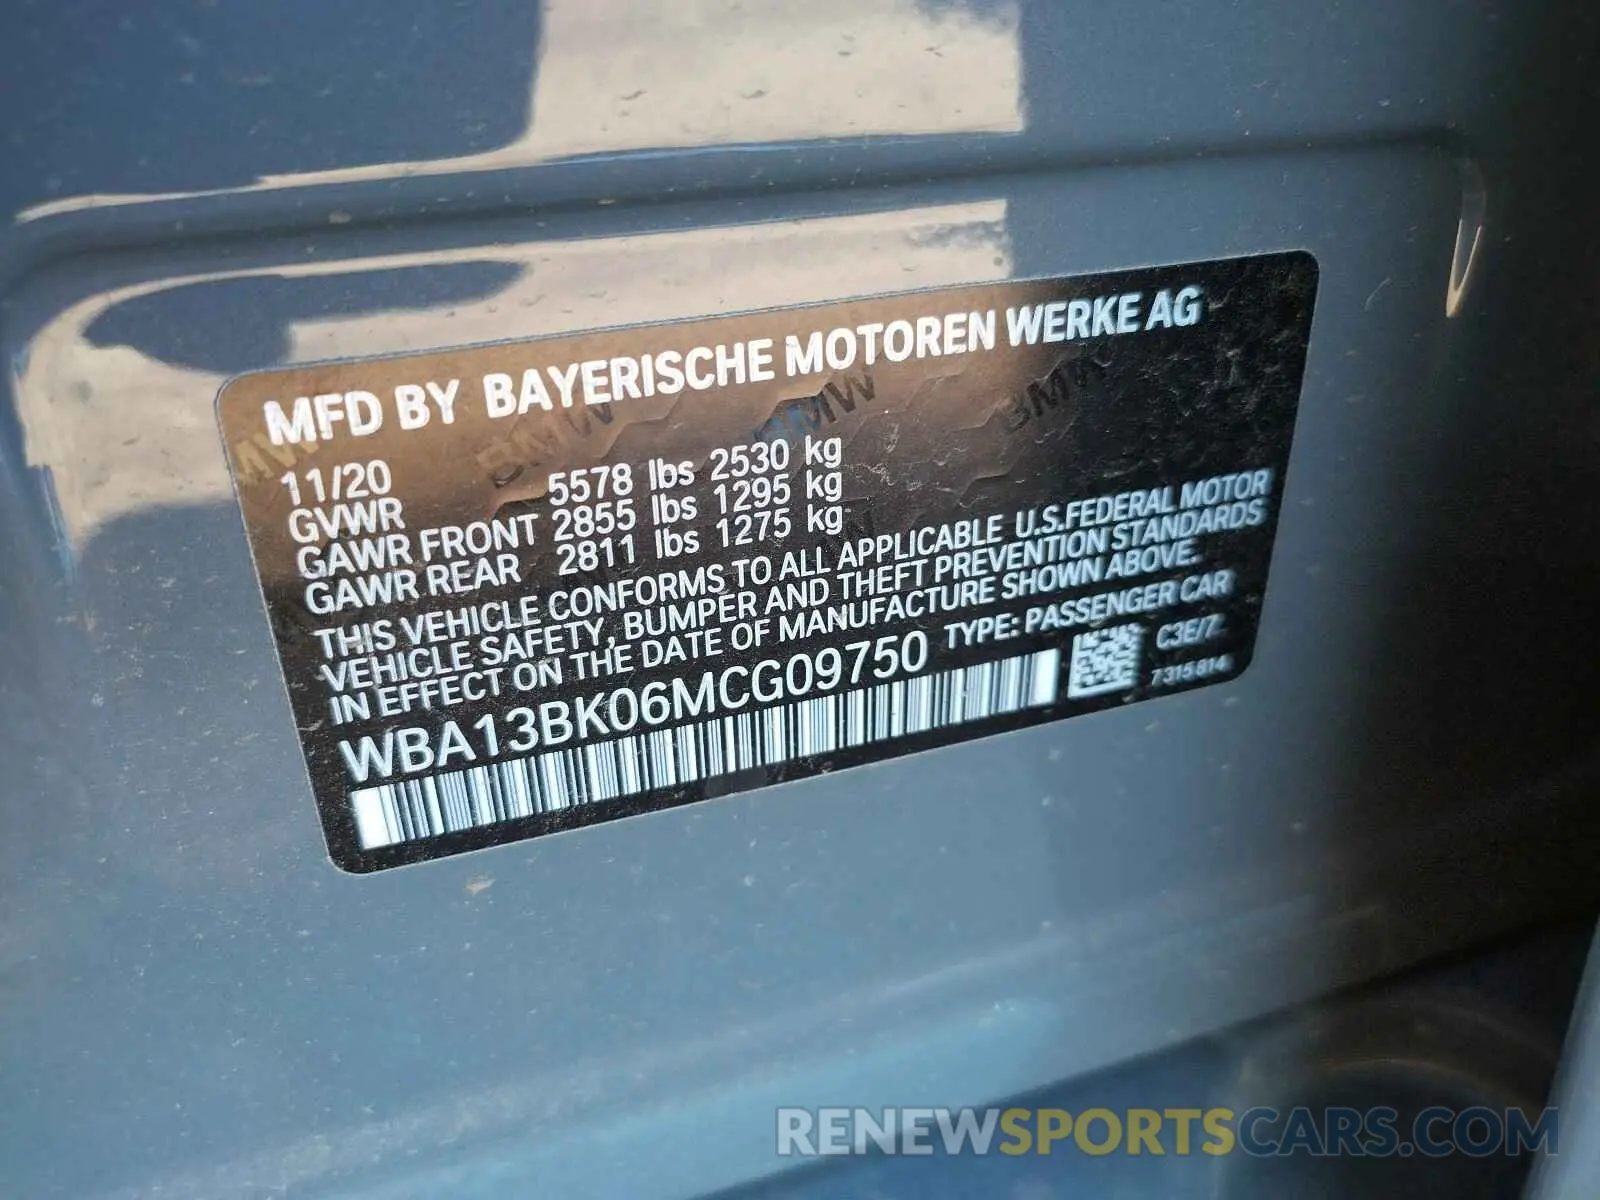 MFD BY BAYERISCHE MOTOREN WERKE AG
11/20
GVWR 5578 lbs 2530 kg
GAWR FRONT 2855 lbs 1295 kg
GAWR REAR 2811 lbs 1275 kg
THIS VEHICLE CONFORMS TO ALL APPLICABLE U.S.FEDERAL MOTOR
VEHICLE SAFETY, BUMPER AND THEFT PREVENTION STANDARDS
IN EFFECT ON THE DATE OF MANUFACTURE SHOWN ABOVE.
WBA13BK06MCG09750 TYPE: PASSENGER CAR
C3E/7
7315814
BMW BMW BMW
RENEWSPORTSCARS.COM